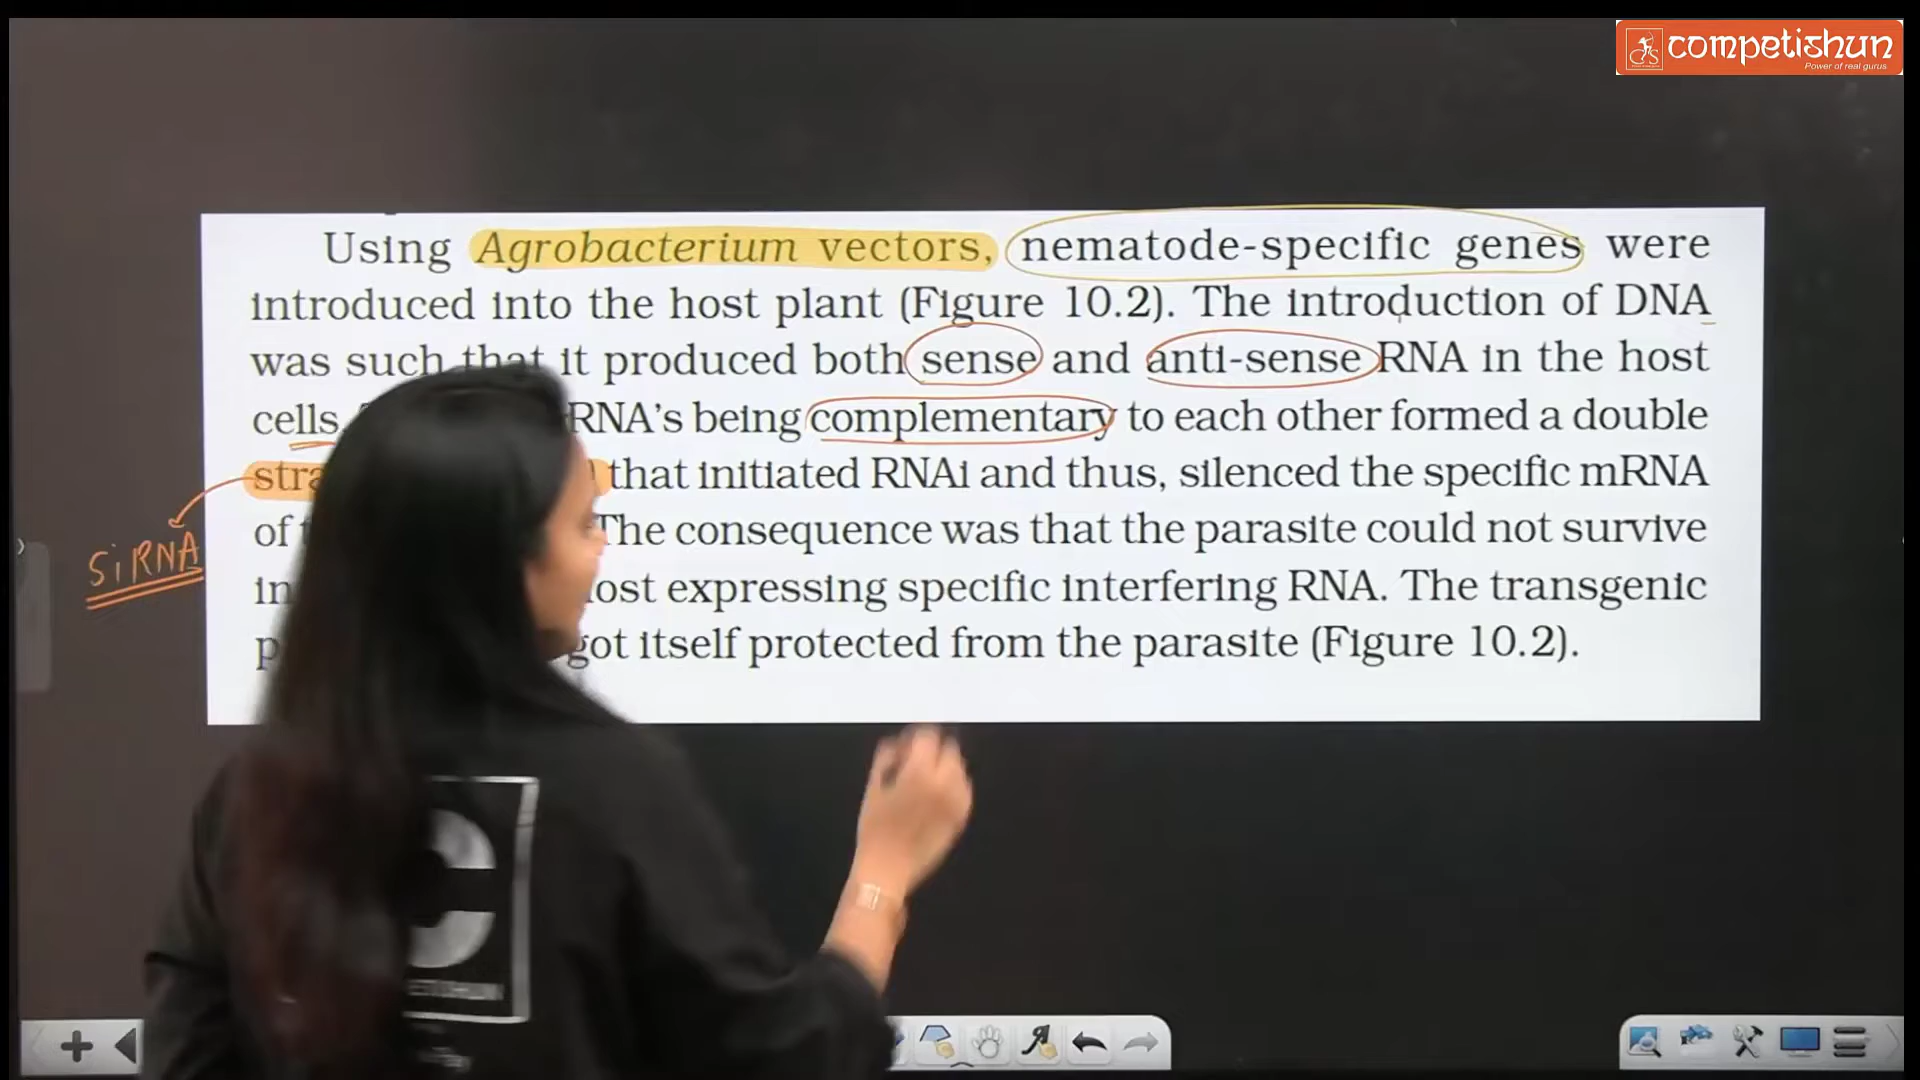 competishun
Power of real gurus
Using Agrobacterium vectors, nematode-specific genes were
introduced into the host plant (Figure 10.2). The introduction of DNA
was such that it produced both sense and anti-sense RNA in the host
cells. RNA's being complementary to each other formed a double
that initiated RNAi and thus, silenced the specific mRNA
of The consequence was that the parasite could not survive
SiRNA
in expressing specific interfering RNA. The transgenic
got itself protected from the parasite (Figure 10.2).